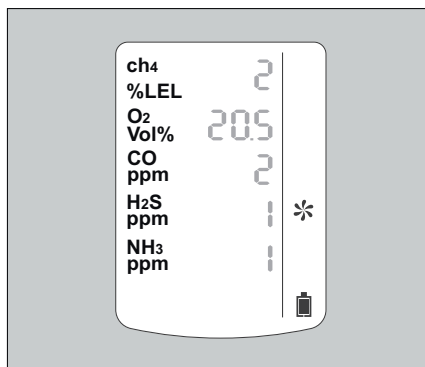 ch4 2
%LEL
O2 20.5
Vol%
CO 2
ppm
H2S 1
ppm
NH3 1
ppm